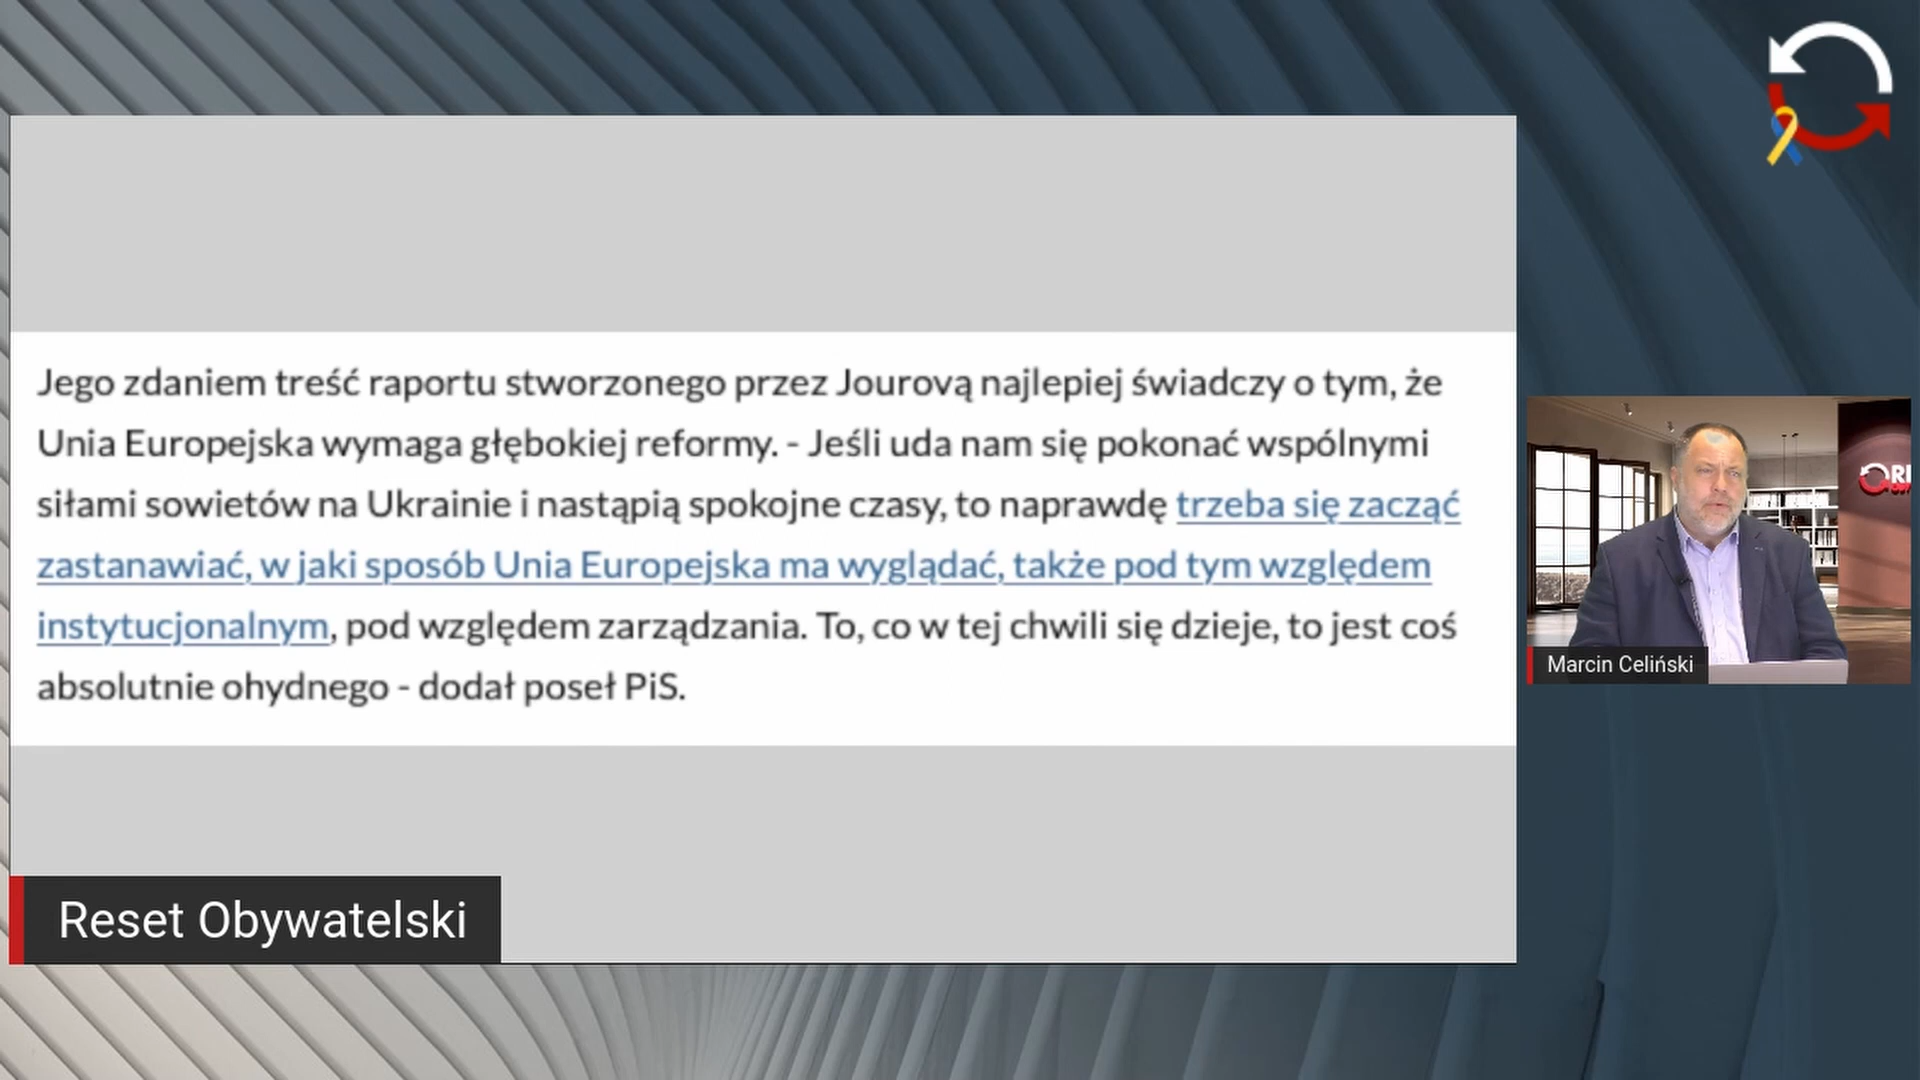 Jego zdaniem treść raportu stworzonego przez Jourovą najlepiej świadczy o tym, że
Unia Europejska wymaga głębokiej reformy. - Jeśli uda nam się pokonać wspólnymi
siłami sowietów na Ukrainie i nastąpią spokojne czasy, to naprawdę trzeba się zacząć
zastanawiać, w jaki sposób Unia Europejska ma wyglądać, także pod tym względem
instytucjonalnym, pod względem zarządzania. To, co w tej chwili się dzieje, to jest coś
absolutnie ohydnego - dodał poseł PiS.
Marcin Celiński
Reset Obywatelski